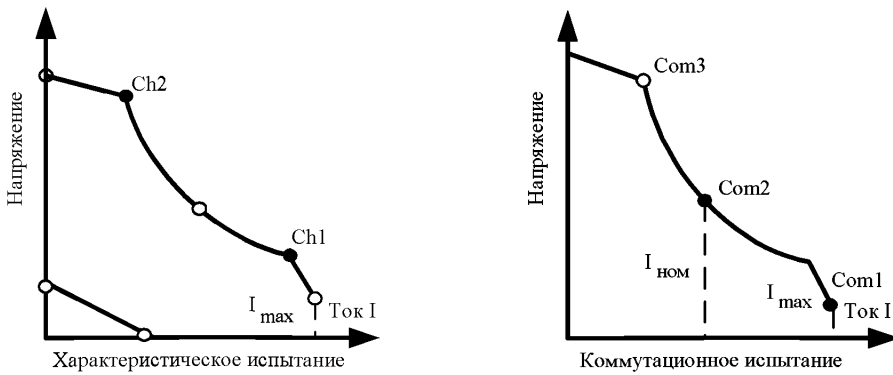 Напряжение
Ch2
Ch1
I max
Ток I
Характеристическое испытание
Напряжение
Com3
Com2
I ном
I max
Com1
Ток I
Коммутационное испытание